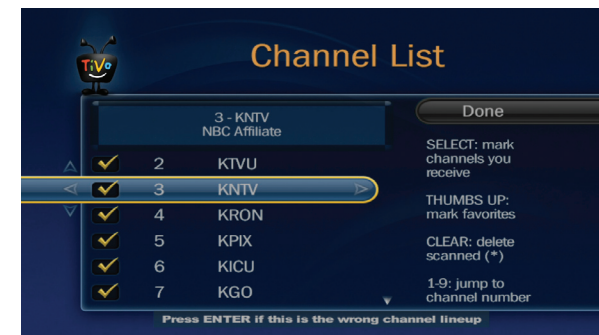 TiVo
Channel List
3 - KNTV
NBC Affiliate
2 KTVU
3 KNTV
4 KRON
5 KPIX
6 KICU
7 KGO
Done
SELECT: mark
channels you
receive
THUMBS UP:
mark favorites
CLEAR: delete
scanned (*)
1-9: jump to
channel number
Press ENTER if this is the wrong channel lineup